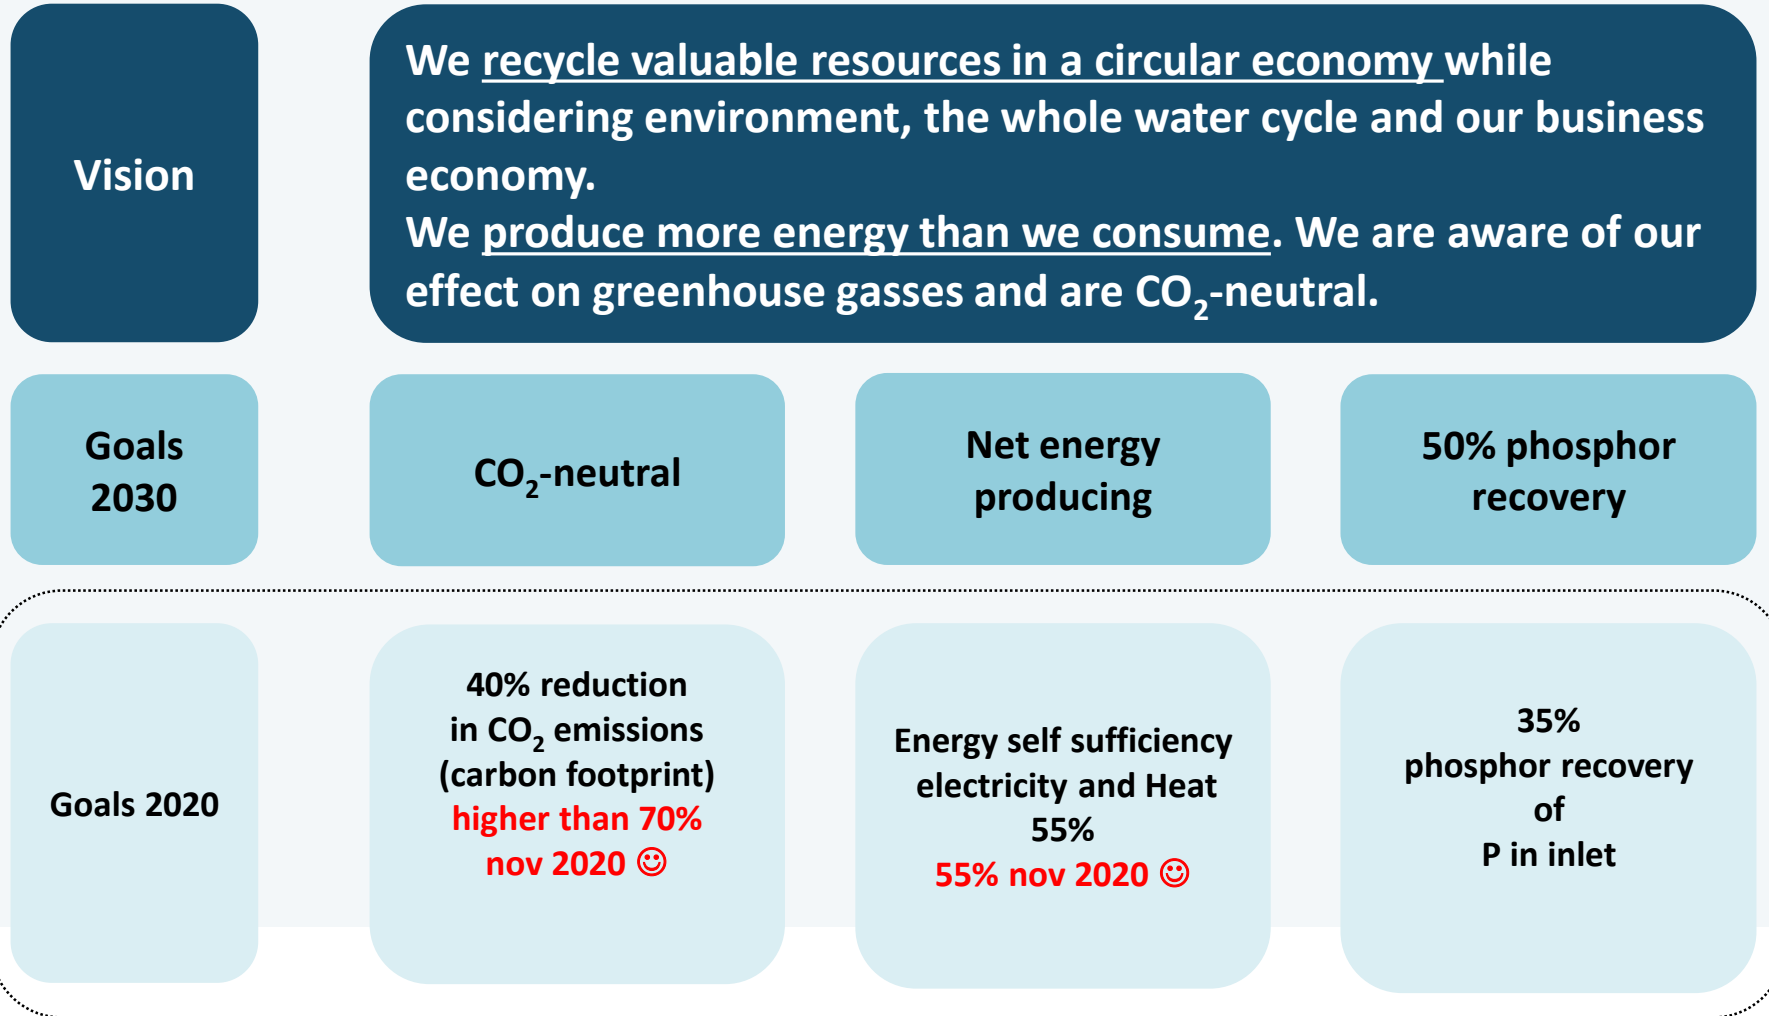 Vision
We recycle valuable resources in a circular economy while
considering environment, the whole water cycle and our business
economy.
We produce more energy than we consume. We are aware of our
effect on greenhouse gasses and are CO₂-neutral.
Goals
2030
CO₂-neutral
Net energy
producing
50% phosphor
recovery
Goals 2020
40% reduction
in CO₂ emissions
(carbon footprint)
higher than 70%
nov 2020 ☺
Energy self sufficiency
electricity and Heat
55%
55% nov 2020 ☺
35%
phosphor recovery
of
P in inlet